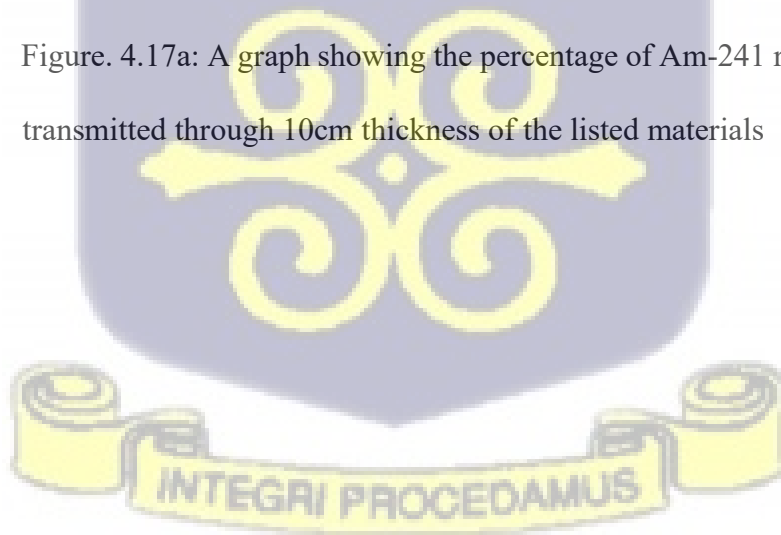 Figure. 4.17a: A graph showing the percentage of Am-241
transmitted through 10cm thickness of the listed materials
INTEGRI PROCEDAMUS